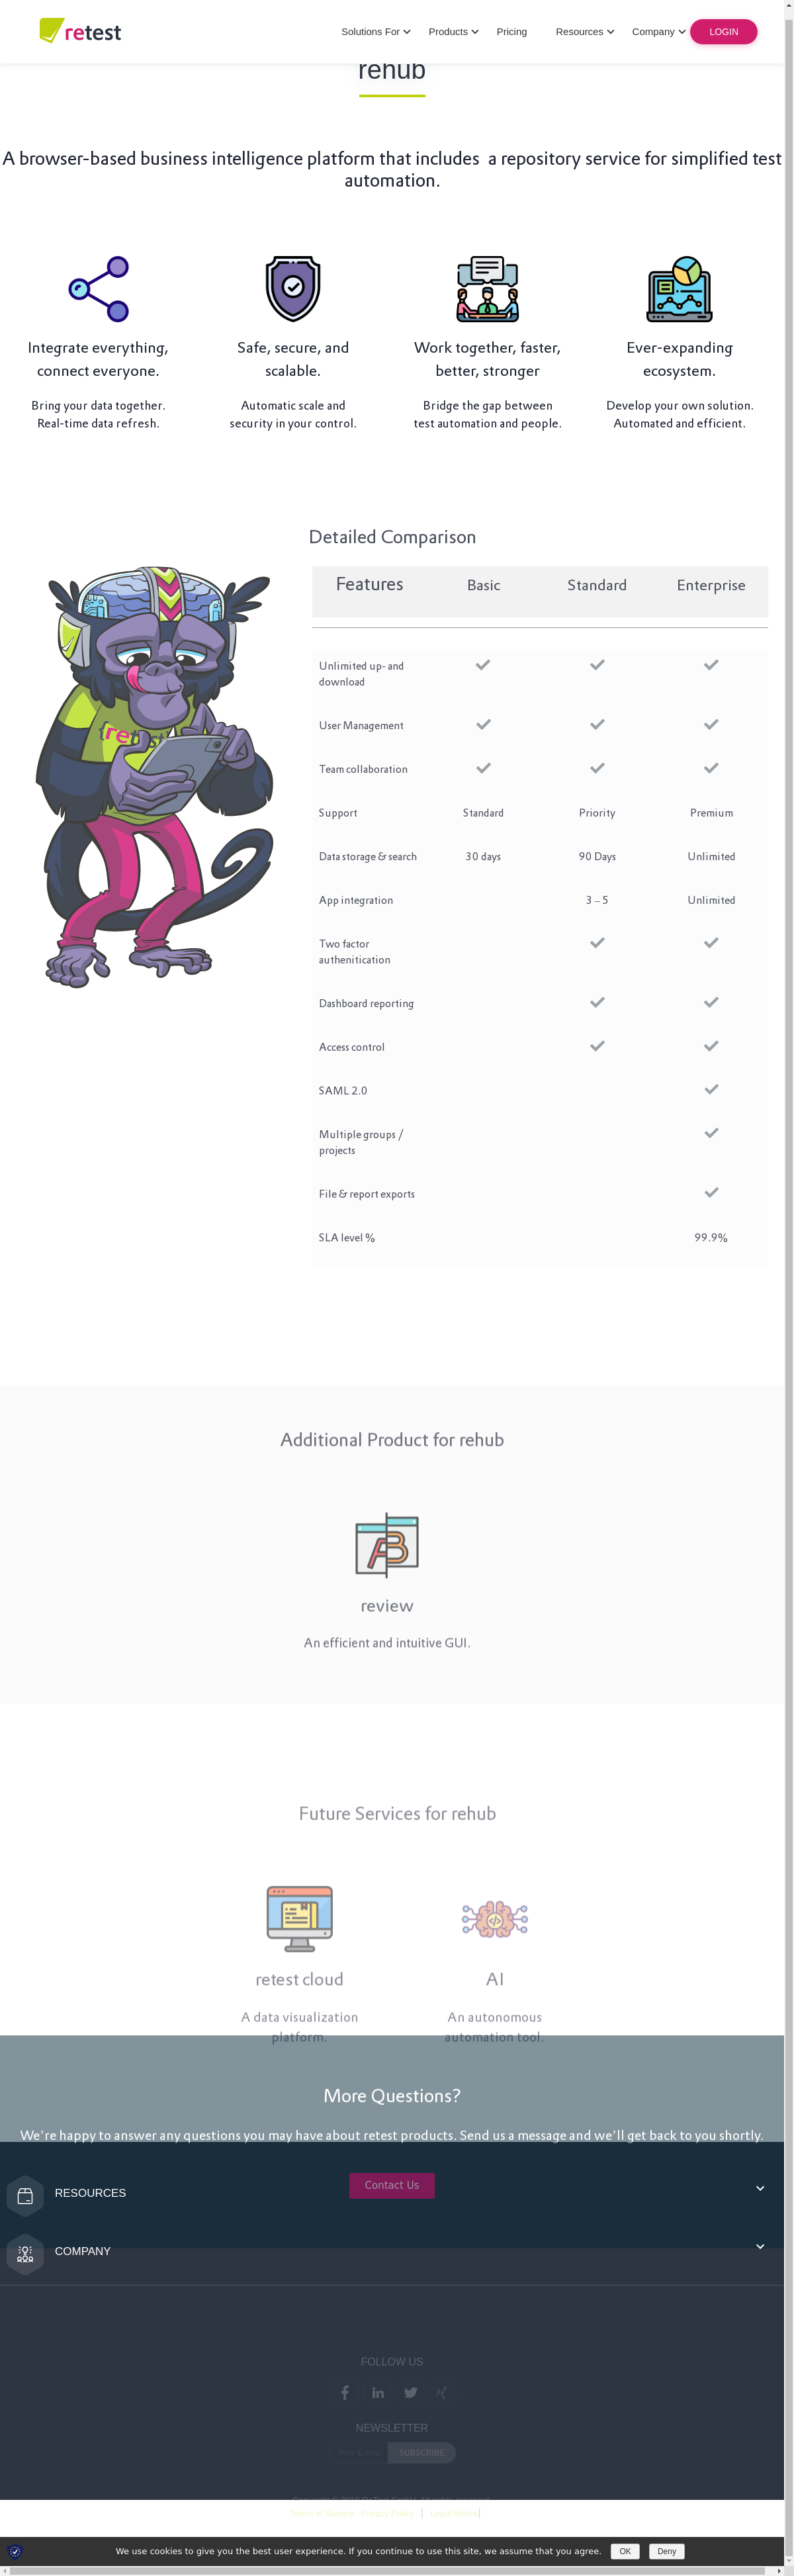 retest
Solutions For
Products
Pricing
Resources
Company
LOGIN
rehub
A browser-based business intelligence platform that includes a repository service for simplified test
automation.
Integrate everything,
connect everyone.
Bring your data together.
Real-time data refresh.
Safe, secure, and
scalable.
Automatic scale and
security in your control.
Work together, faster,
better, stronger
Bridge the gap between
test automation and people.
Ever-expanding
ecosystem.
Develop your own solution.
Automated and efficient.
Detailed Comparison
Features Basic Standard Enterprise
Unlimited up- and
download
User Management
Team collaboration
Support Standard Priority Premium
Data storage & search 30 days 90 Days Unlimited
App integration 3 – 5 Unlimited
Two factor
authenitication
Dashboard reporting
Access control
SAML 2.0
Multiple groups /
projects
File & report exports
SLA level % 99.9%
Additional Product for rehub
review
An efficient and intuitive GUI.
Future Services for rehub
retest cloud
A data visualization
platform.
AI
An autonomous
automation tool.
More Questions?
We're happy to answer any questions you may have about retest products. Send us a message and we'll get back to you shortly.
Contact Us
RESOURCES
COMPANY
FOLLOW US
NEWSLETTER
SUBSCRIBE
Terms of Service Privacy Policy | Legal Notice|
We use cookies to give you the best user experience. If you continue to use this site, we assume that you agree. OK Deny